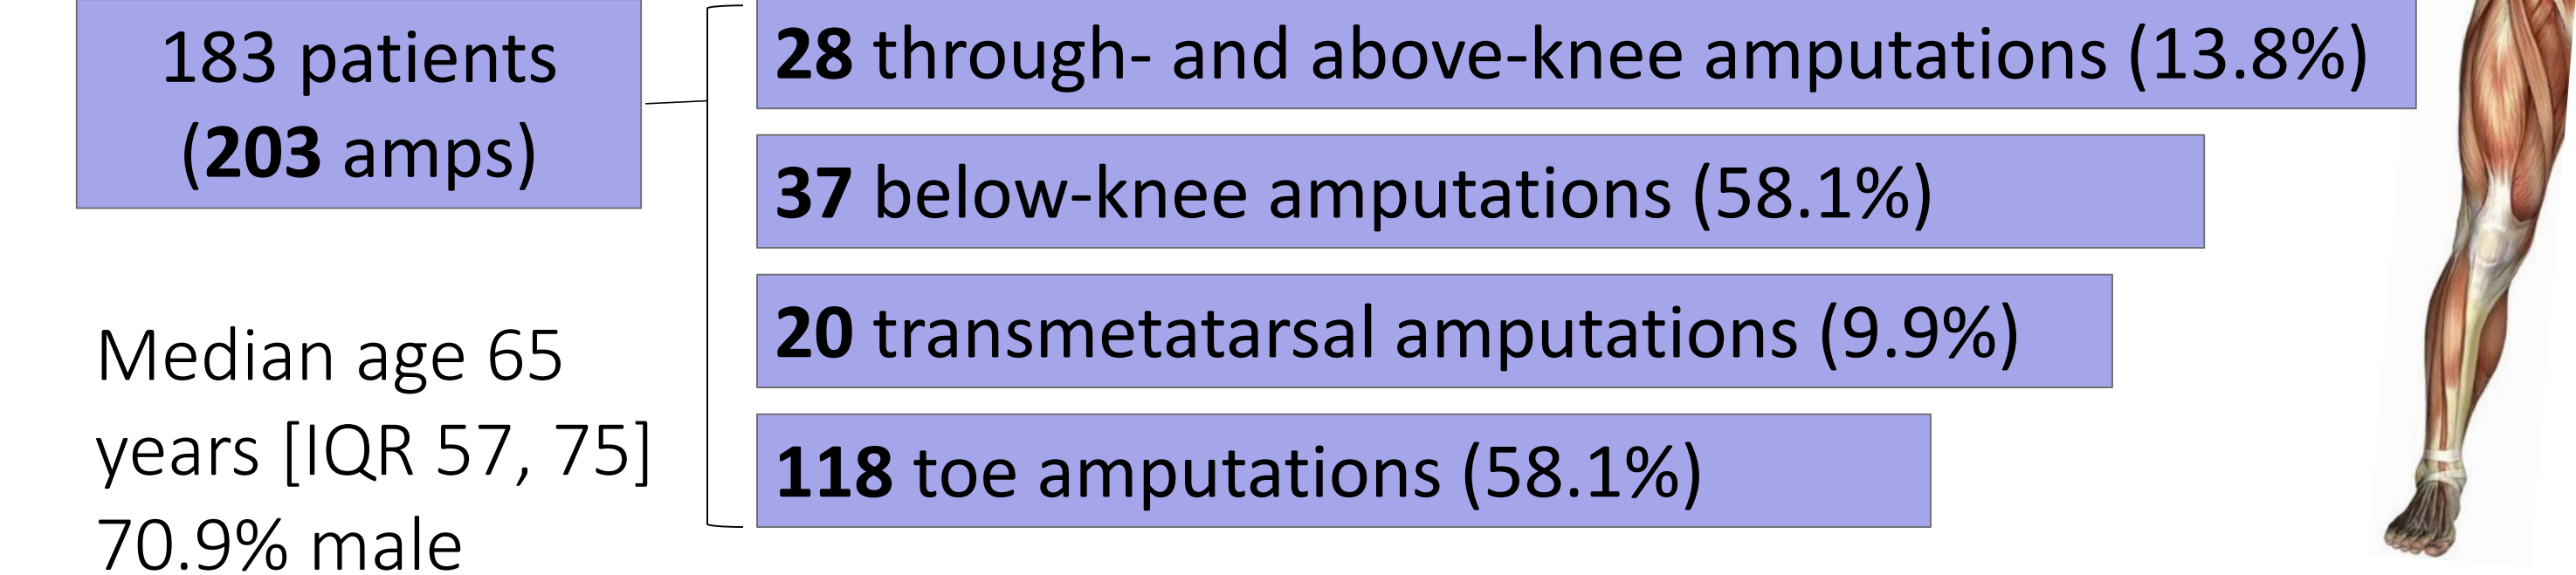 183 patients
(203 amps)
Median age 65
years [IQR 57, 75]
70.9% male
28 through- and above-knee amputations (13.8%)
37 below-knee amputations (58.1%)
20 transmetatarsal amputations (9.9%)
118 toe amputations (58.1%)